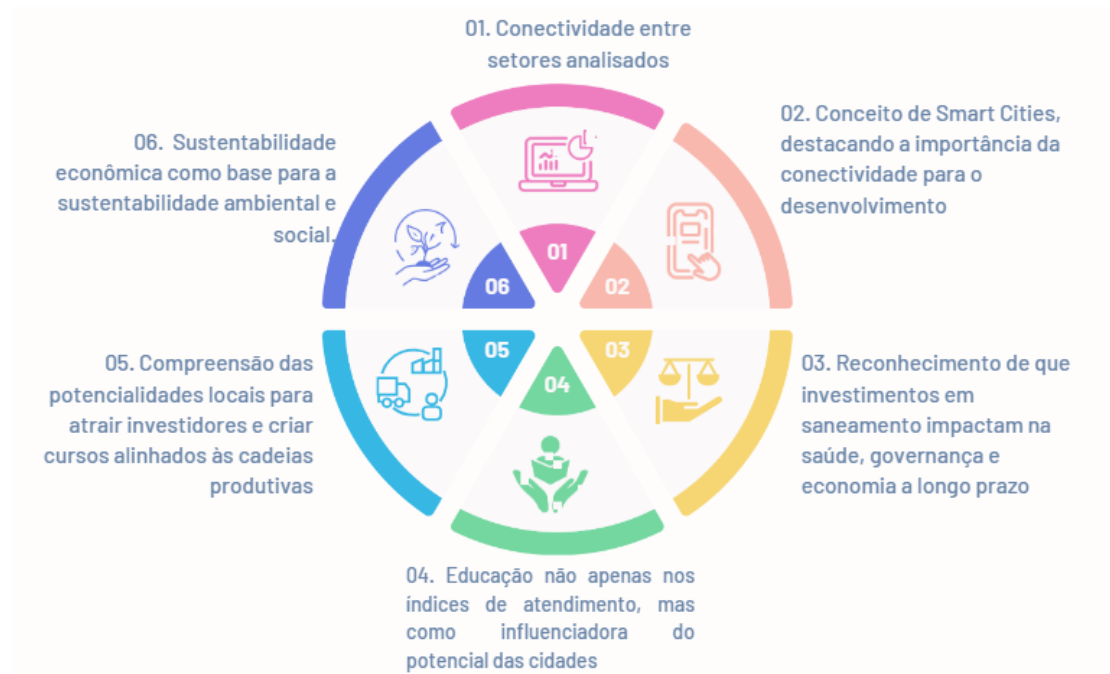 01. Conectividade entre
setores analisados
02. Conceito de Smart Cities,
destacando a importância da
conectividade para o
desenvolvimento
03. Reconhecimento de que
investimentos em
saneamento impactam na
saúde, governança e
economia a longo prazo
04. Educação não apenas nos
índices de atendimento, mas
como influenciadora do
potencial das cidades
05. Compreensão das
potencialidades locais para
atrair investidores e criar
cursos alinhados às cadeias
produtivas
06. Sustentabilidade
econômica como base para a
sustentabilidade ambiental e
social.
01
02
03
04
05
06